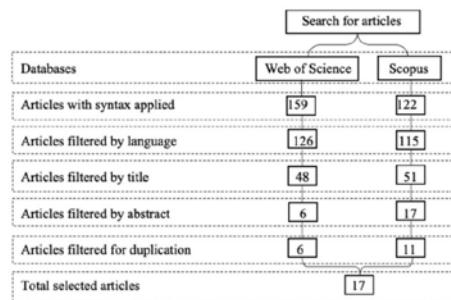 Search for articles
Databases Web of Science Scopus
Articles with syntax applied 159 122
Articles filtered by language 126 115
Articles filtered by title 48 51
Articles filtered by abstract 6 17
Articles filtered for duplication 6 11
Total selected articles 17